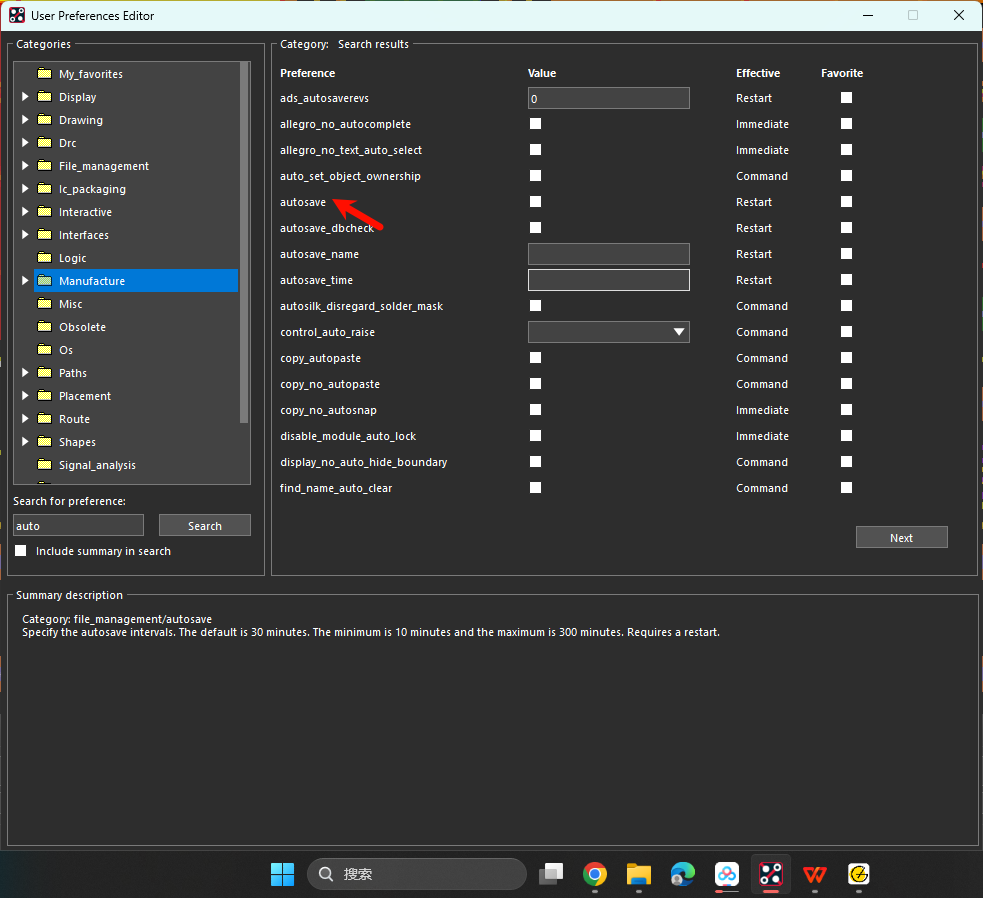 User Preferences Editor
Categories
My_favorites
Display
Drawing
Drc
File_management
Ic_packaging
Interactive
Interfaces
Logic
Manufacture
Misc
Obsolete
Os
Paths
Placement
Route
Shapes
Signal_analysis
Search for preference:
auto
Search
Include summary in search
Category: Search results
Preference Value Effective Favorite
ads_autosaverevs 0 Restart
allegro_no_autocomplete Immediate
allegro_no_text_auto_select Immediate
auto_set_object_ownership Command
autosave Restart
autosave_dbcheck Restart
autosave_name Restart
autosave_time Restart
autosilk_disregard_solder_mask Command
control_auto_raise Command
copy_autopaste Command
copy_no_autopaste Command
copy_no_autosnap Immediate
disable_module_auto_lock Immediate
display_no_auto_hide_boundary Command
find_name_auto_clear Command
Next
Summary description
Category: file_management/autosave
Specify the autosave intervals. The default is 30 minutes. The minimum is 10 minutes and the maximum is 300 minutes. Requires a restart.
搜索